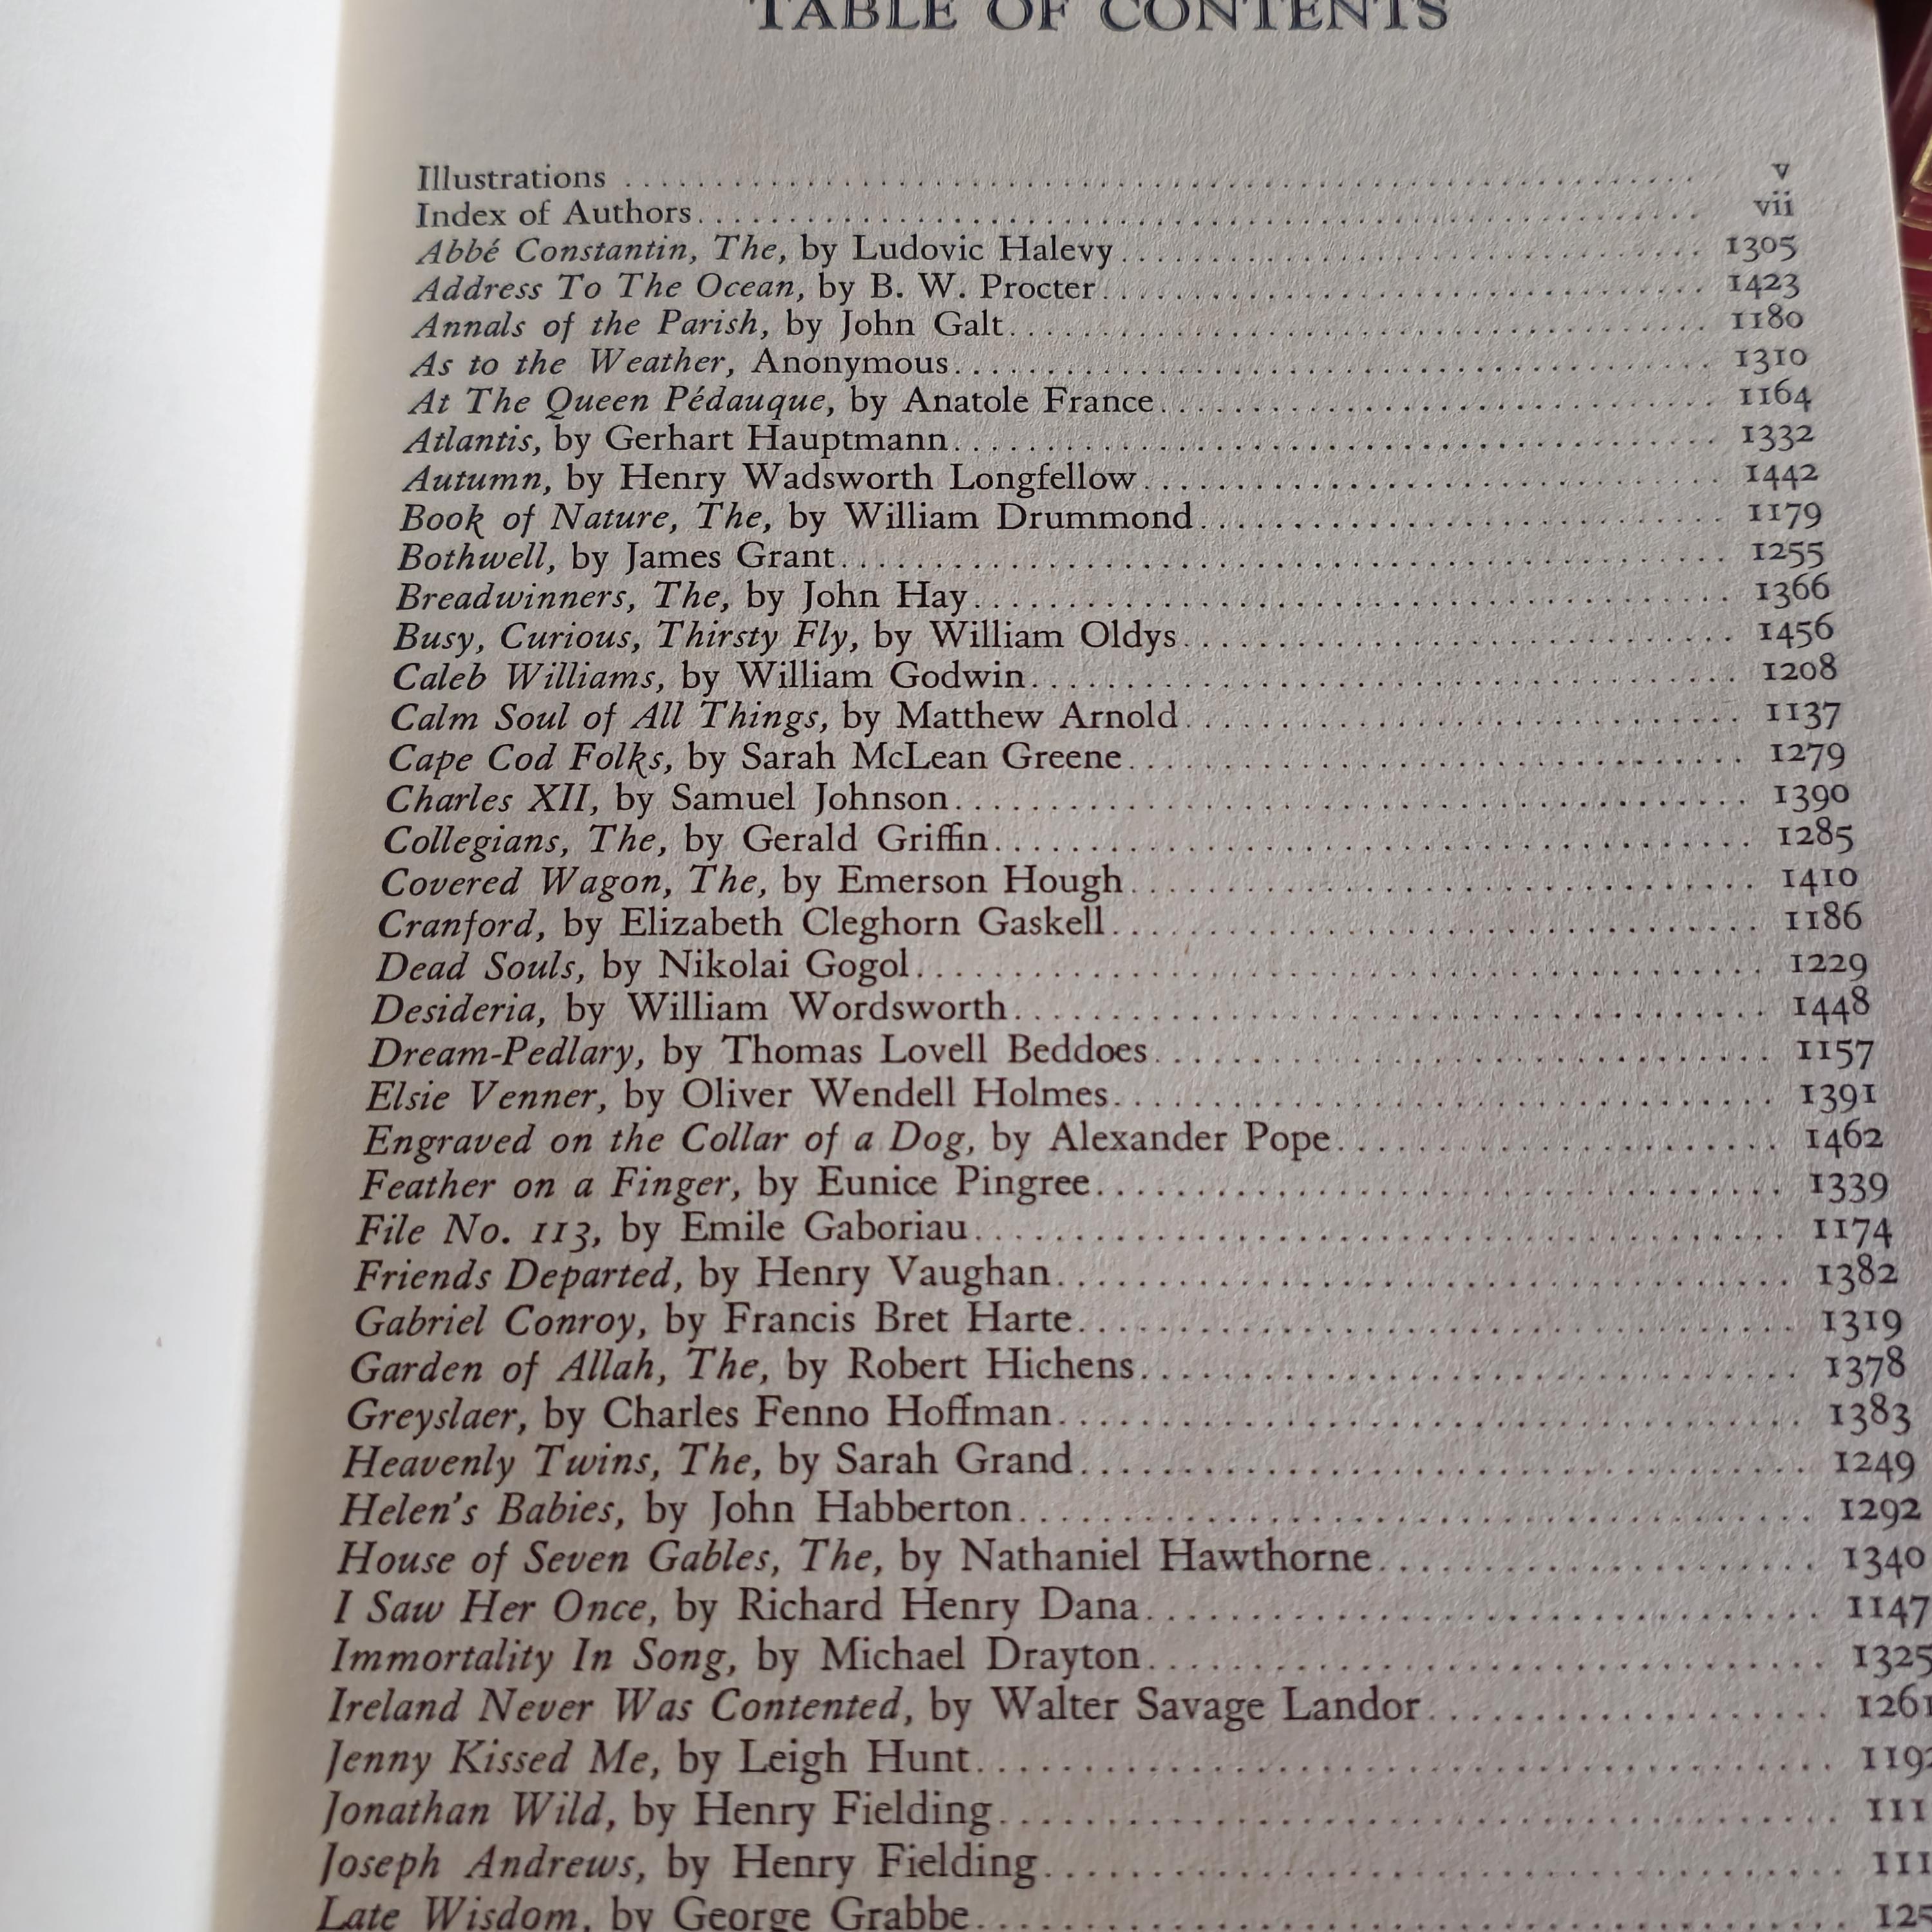 TABLE OF CONTENTS
Illustrations ........ v
Index of Authors........ vii
Abbé Constantin, The, by Ludovic Halevy........ 1305
Address To The Ocean, by B. W. Procter........ 1423
Annals of the Parish, by John Galt........ 1180
As to the Weather, Anonymous........ 1310
At The Queen Pédauque, by Anatole France........ 1164
Atlantis, by Gerhart Hauptmann........ 1332
Autumn, by Henry Wadsworth Longfellow........ 1442
Book of Nature, The, by William Drummond........ 1179
Bothwell, by James Grant........ 1255
Breadwinners, The, by John Hay........ 1366
Busy, Curious, Thirsty Fly, by William Oldys........ 1456
Caleb Williams, by William Godwin........ 1208
Calm Soul of All Things, by Matthew Arnold........ 1137
Cape Cod Folks, by Sarah McLean Greene........ 1279
Charles XII, by Samuel Johnson........ 1390
Collegians, The, by Gerald Griffin........ 1285
Covered Wagon, The, by Emerson Hough........ 1410
Cranford, by Elizabeth Cleghorn Gaskell........ 1186
Dead Souls, by Nikolai Gogol........ 1229
Desideria, by William Wordsworth........ 1448
Dream-Pedlary, by Thomas Lovell Beddoes........ 1157
Elsie Venner, by Oliver Wendell Holmes........ 1391
Engraved on the Collar of a Dog, by Alexander Pope........ 1462
Feather on a Finger, by Eunice Pingree........ 1339
File No. 113, by Emile Gaboriau........ 1174
Friends Departed, by Henry Vaughan........ 1382
Gabriel Conroy, by Francis Bret Harte........ 1319
Garden of Allah, The, by Robert Hichens........ 1378
Greyslaer, by Charles Fenno Hoffman........ 1383
Heavenly Twins, The, by Sarah Grand........ 1249
Helen's Babies, by John Habberton........ 1292
House of Seven Gables, The, by Nathaniel Hawthorne........ 1340
I Saw Her Once, by Richard Henry Dana........ 1147
Immortality In Song, by Michael Drayton........ 1325
Ireland Never Was Contented, by Walter Savage Landor........ 1261
Jenny Kissed Me, by Leigh Hunt........ 119
Jonathan Wild, by Henry Fielding........ 111
Joseph Andrews, by Henry Fielding........ 111
Late Wisdom, by George Grabbe........ 125